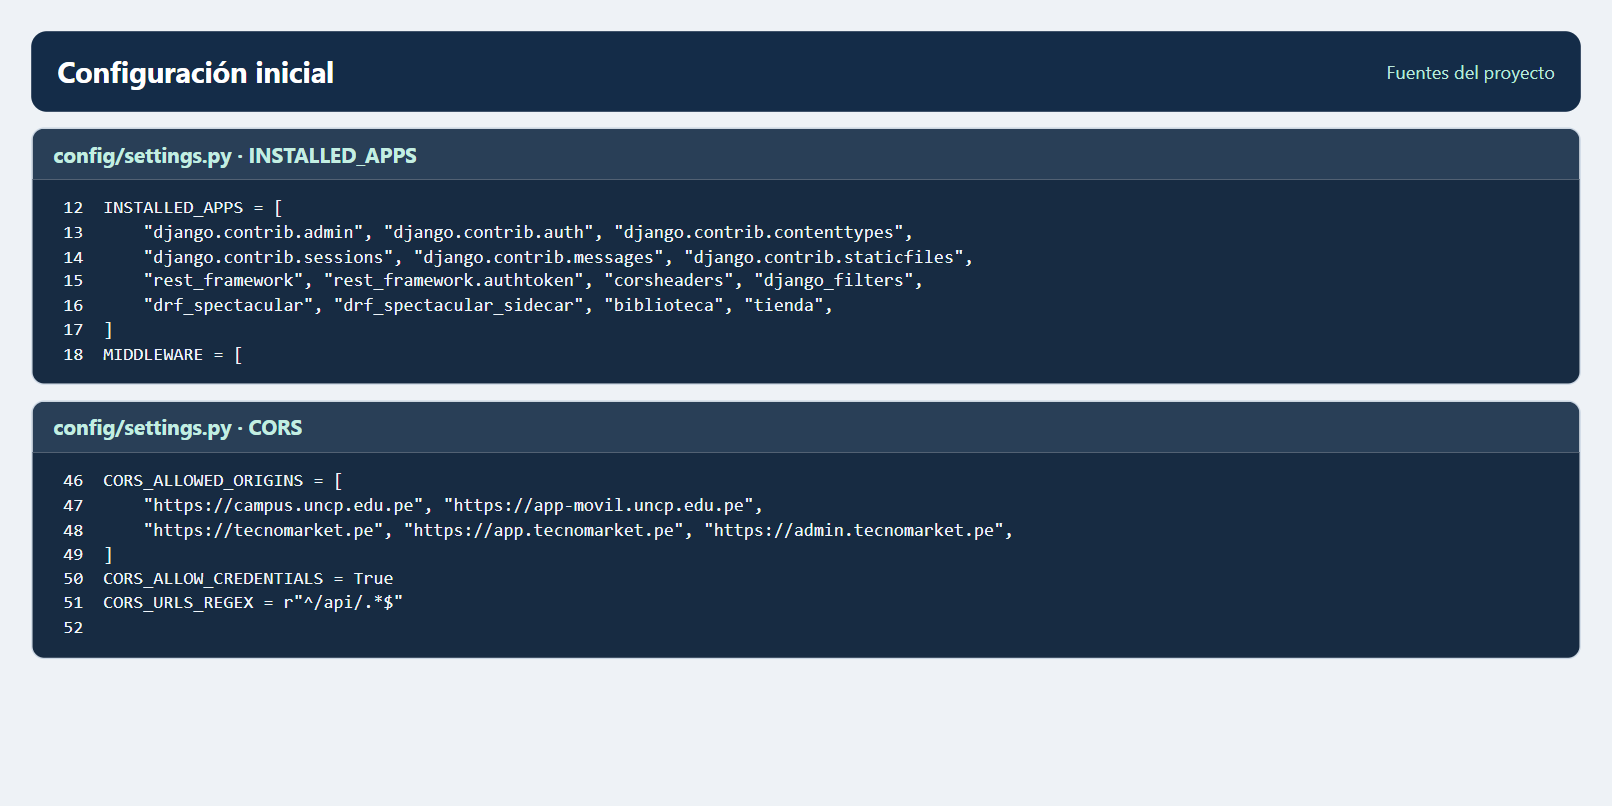 Configuración inicial
Fuentes del proyecto
config/settings.py · INSTALLED_APPS
12  INSTALLED_APPS = [
13      "django.contrib.admin", "django.contrib.auth", "django.contrib.contenttypes",
14      "django.contrib.sessions", "django.contrib.messages", "django.contrib.staticfiles",
15      "rest_framework", "rest_framework.authtoken", "corsheaders", "django_filters",
16      "drf_spectacular", "drf_spectacular_sidecar", "biblioteca", "tienda",
17  ]
18  MIDDLEWARE = [
config/settings.py · CORS
46  CORS_ALLOWED_ORIGINS = [
47      "https://campus.uncp.edu.pe", "https://app-movil.uncp.edu.pe",
48      "https://tecnomarket.pe", "https://app.tecnomarket.pe", "https://admin.tecnomarket.pe",
49  ]
50  CORS_ALLOW_CREDENTIALS = True
51  CORS_URLS_REGEX = r"^/api/.*$"
52